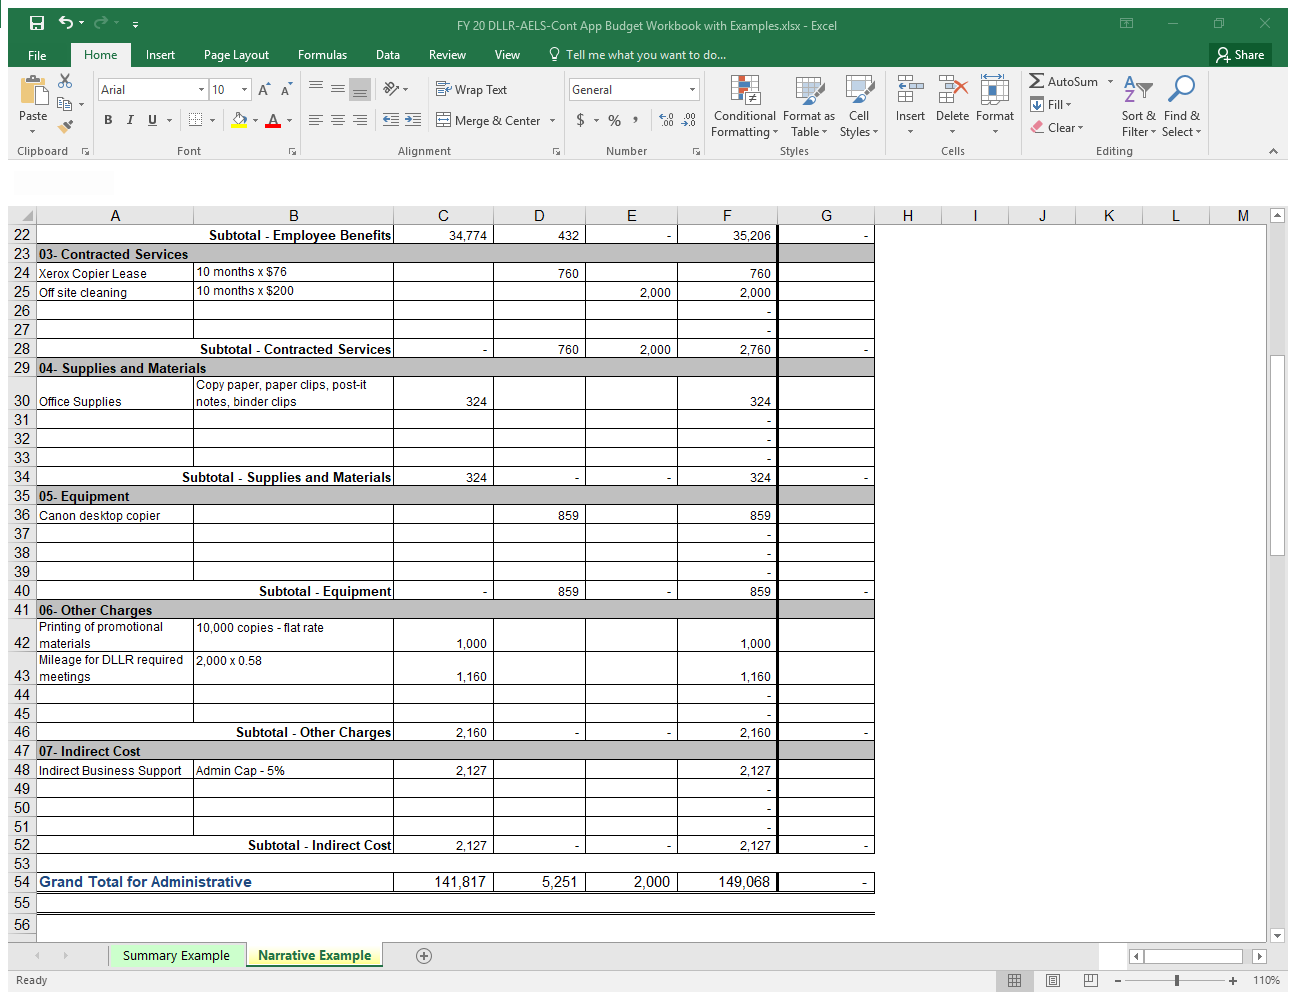 FY 20 DLLR-AELS-Cont App Budget Workbook with Examples.xlsx - Excel
File Home Insert Page Layout Formulas Data Review View Tell me what you want to do... Share
Arial 10 A A Wrap Text General AutoSum
Paste B I U A Merge & Center $ % , Conditional Formatting Format as Table Cell Styles Insert Delete Format Fill Clear Sort & Filter Find & Select
Clipboard Font Alignment Number Styles Cells Editing
A B C D E F G H I J K L M
22 Subtotal - Employee Benefits 34,774 432 - 35,206 -
23 03- Contracted Services
24 Xerox Copier Lease 10 months x $76 760 760
25 Off site cleaning 10 months x $200 2,000 2,000
26 -
27 -
28 Subtotal - Contracted Services - 760 2,000 2,760 -
29 04- Supplies and Materials
Copy paper, paper clips, post-it
30 Office Supplies notes, binder clips 324 324
31 -
32 -
33 -
34 Subtotal - Supplies and Materials 324 - - 324 -
35 05- Equipment
36 Canon desktop copier 859 859
37 -
38 -
39 -
40 Subtotal - Equipment - 859 - 859 -
41 06- Other Charges
Printing of promotional 10,000 copies - flat rate
42 materials 1,000 1,000
Mileage for DLLR required 2,000 x 0.58
43 meetings 1,160 1,160
44 -
45 -
46 Subtotal - Other Charges 2,160 - - 2,160 -
47 07- Indirect Cost
48 Indirect Business Support Admin Cap - 5% 2,127 2,127
49 -
50 -
51 -
52 Subtotal - Indirect Cost 2,127 - - 2,127 -
53
54 Grand Total for Administrative 141,817 5,251 2,000 149,068 -
55
56
Summary Example Narrative Example
Ready 110%